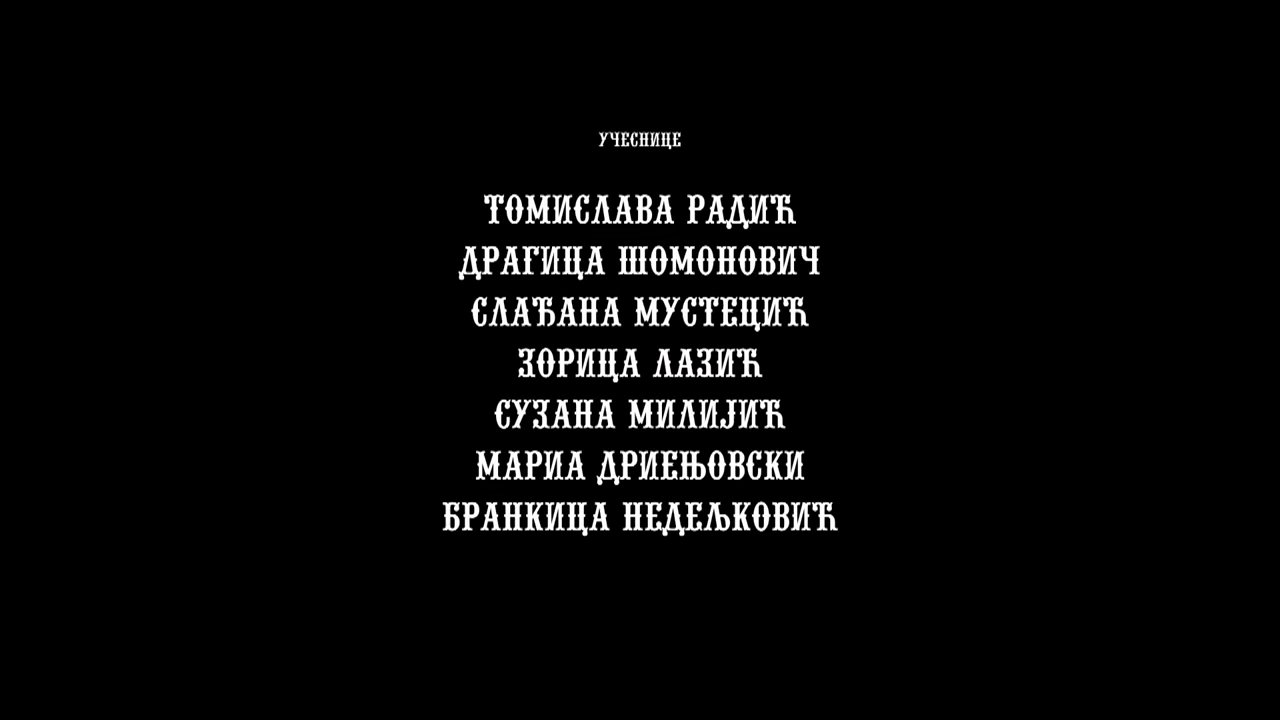 УЧЕСНИЦЕ
ТОМИСЛАВА РАДИЋ
ДРАГИЦА ШОМОНОВИЧ
СЛАЂАНА МУСТЕЦИЋ
ЗОРИЦА ЛАЗИЋ
СУЗАНА МИЛИЈИЋ
МАРИА ДРИЕЊОВСКИ
БРАНКИЦА НЕДЕЉКОВИЋ